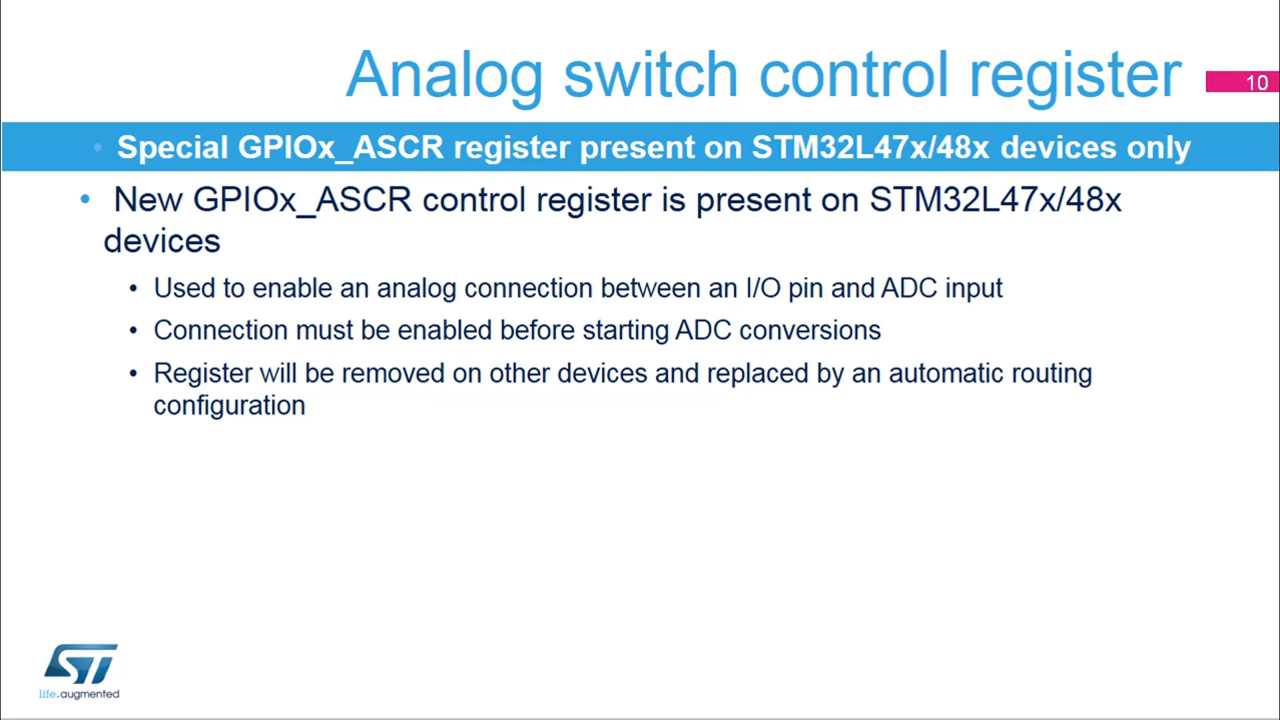 Analog switch control register
10
• Special GPIOx_ASCR register present on STM32L47x/48x devices only
• New GPIOx_ASCR control register is present on STM32L47x/48x
devices
• Used to enable an analog connection between an I/O pin and ADC input
• Connection must be enabled before starting ADC conversions
• Register will be removed on other devices and replaced by an automatic routing
configuration
ST
life.augmented